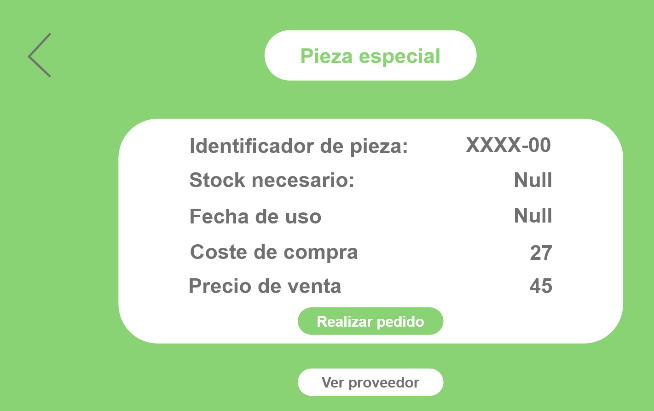 Pieza especial
Identificador de pieza: XXXX-00
Stock necesario: Null
Fecha de uso Null
Coste de compra 27
Precio de venta 45
Realizar pedido
Ver proveedor